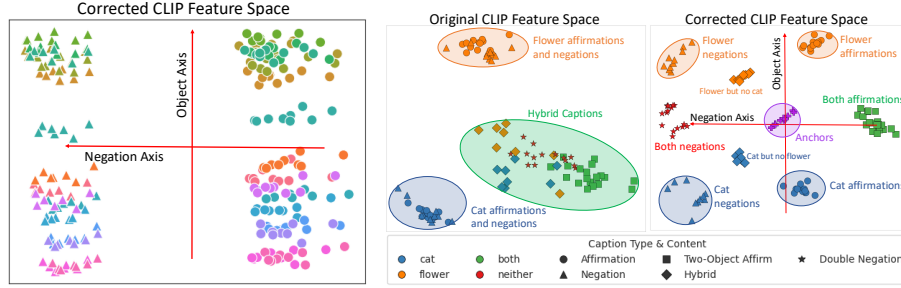 Corrected CLIP Feature Space
Object Axis
Negation Axis
Original CLIP Feature Space
Flower affirmations
and negations
Hybrid Captions
Cat affirmations
and negations
Corrected CLIP Feature Space
Flower
negations
Object Axis
Flower
affirmations
Flower but no cat
Both affirmations
Negation Axis
Anchors
Both negations
Cat but no flower
Cat
negations
Cat affirmations
Caption Type & Content
cat
both
Affirmation
Two-Object Affirm
Double Negation
flower
neither
Negation
Hybrid